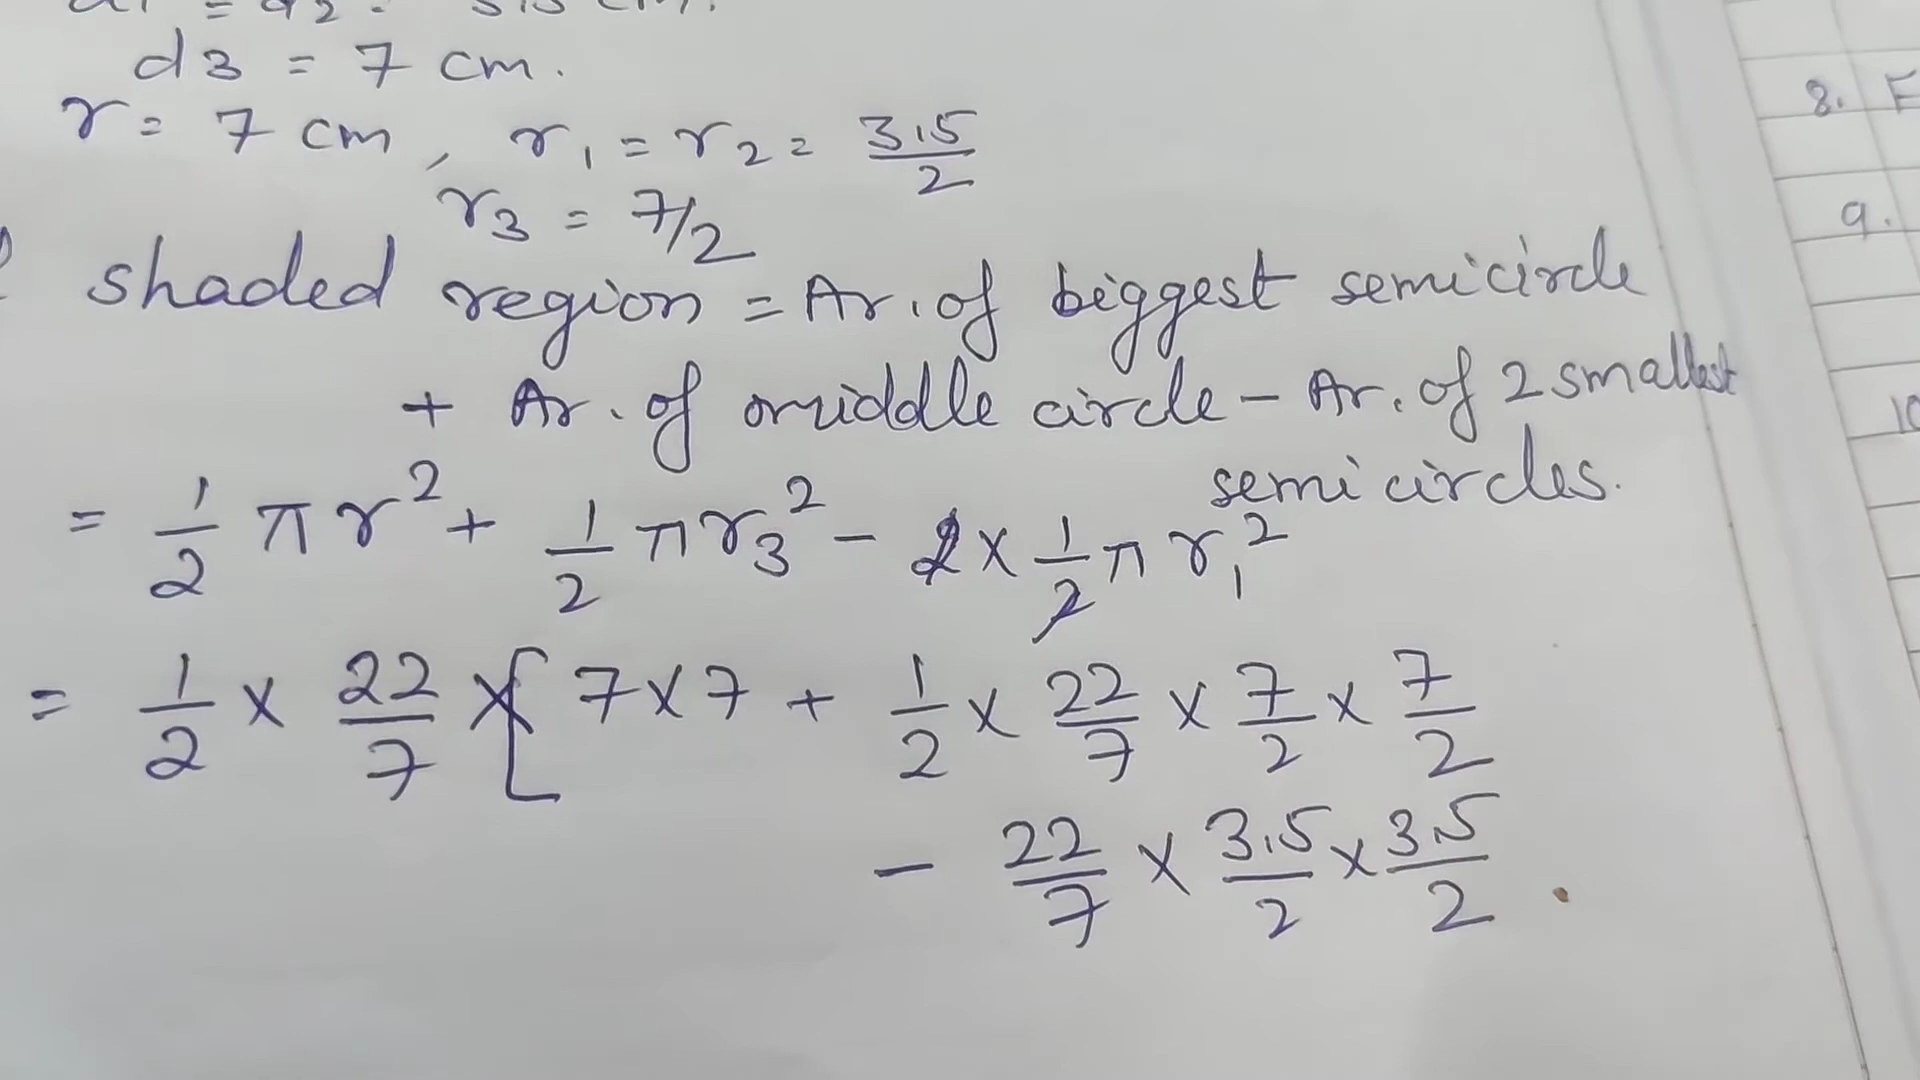 d3 = 7 cm.
r = 7 cm, r₁ = r₂ = 3.5/2
r₃ = 7/2
shaded region = Ar. of biggest semicircle
+ Ar. of middle circle - Ar. of 2 smallest
semicircles.
= 1/2 π r² + 1/2 π r₃² - 2 × 1/2 π r₁²
= 1/2 × 22/7 × [ 7 × 7 + 1/2 × 22/7 × 7/2 × 7/2
- 22/7 × 3.5/2 × 3.5/2
8.
9.
10